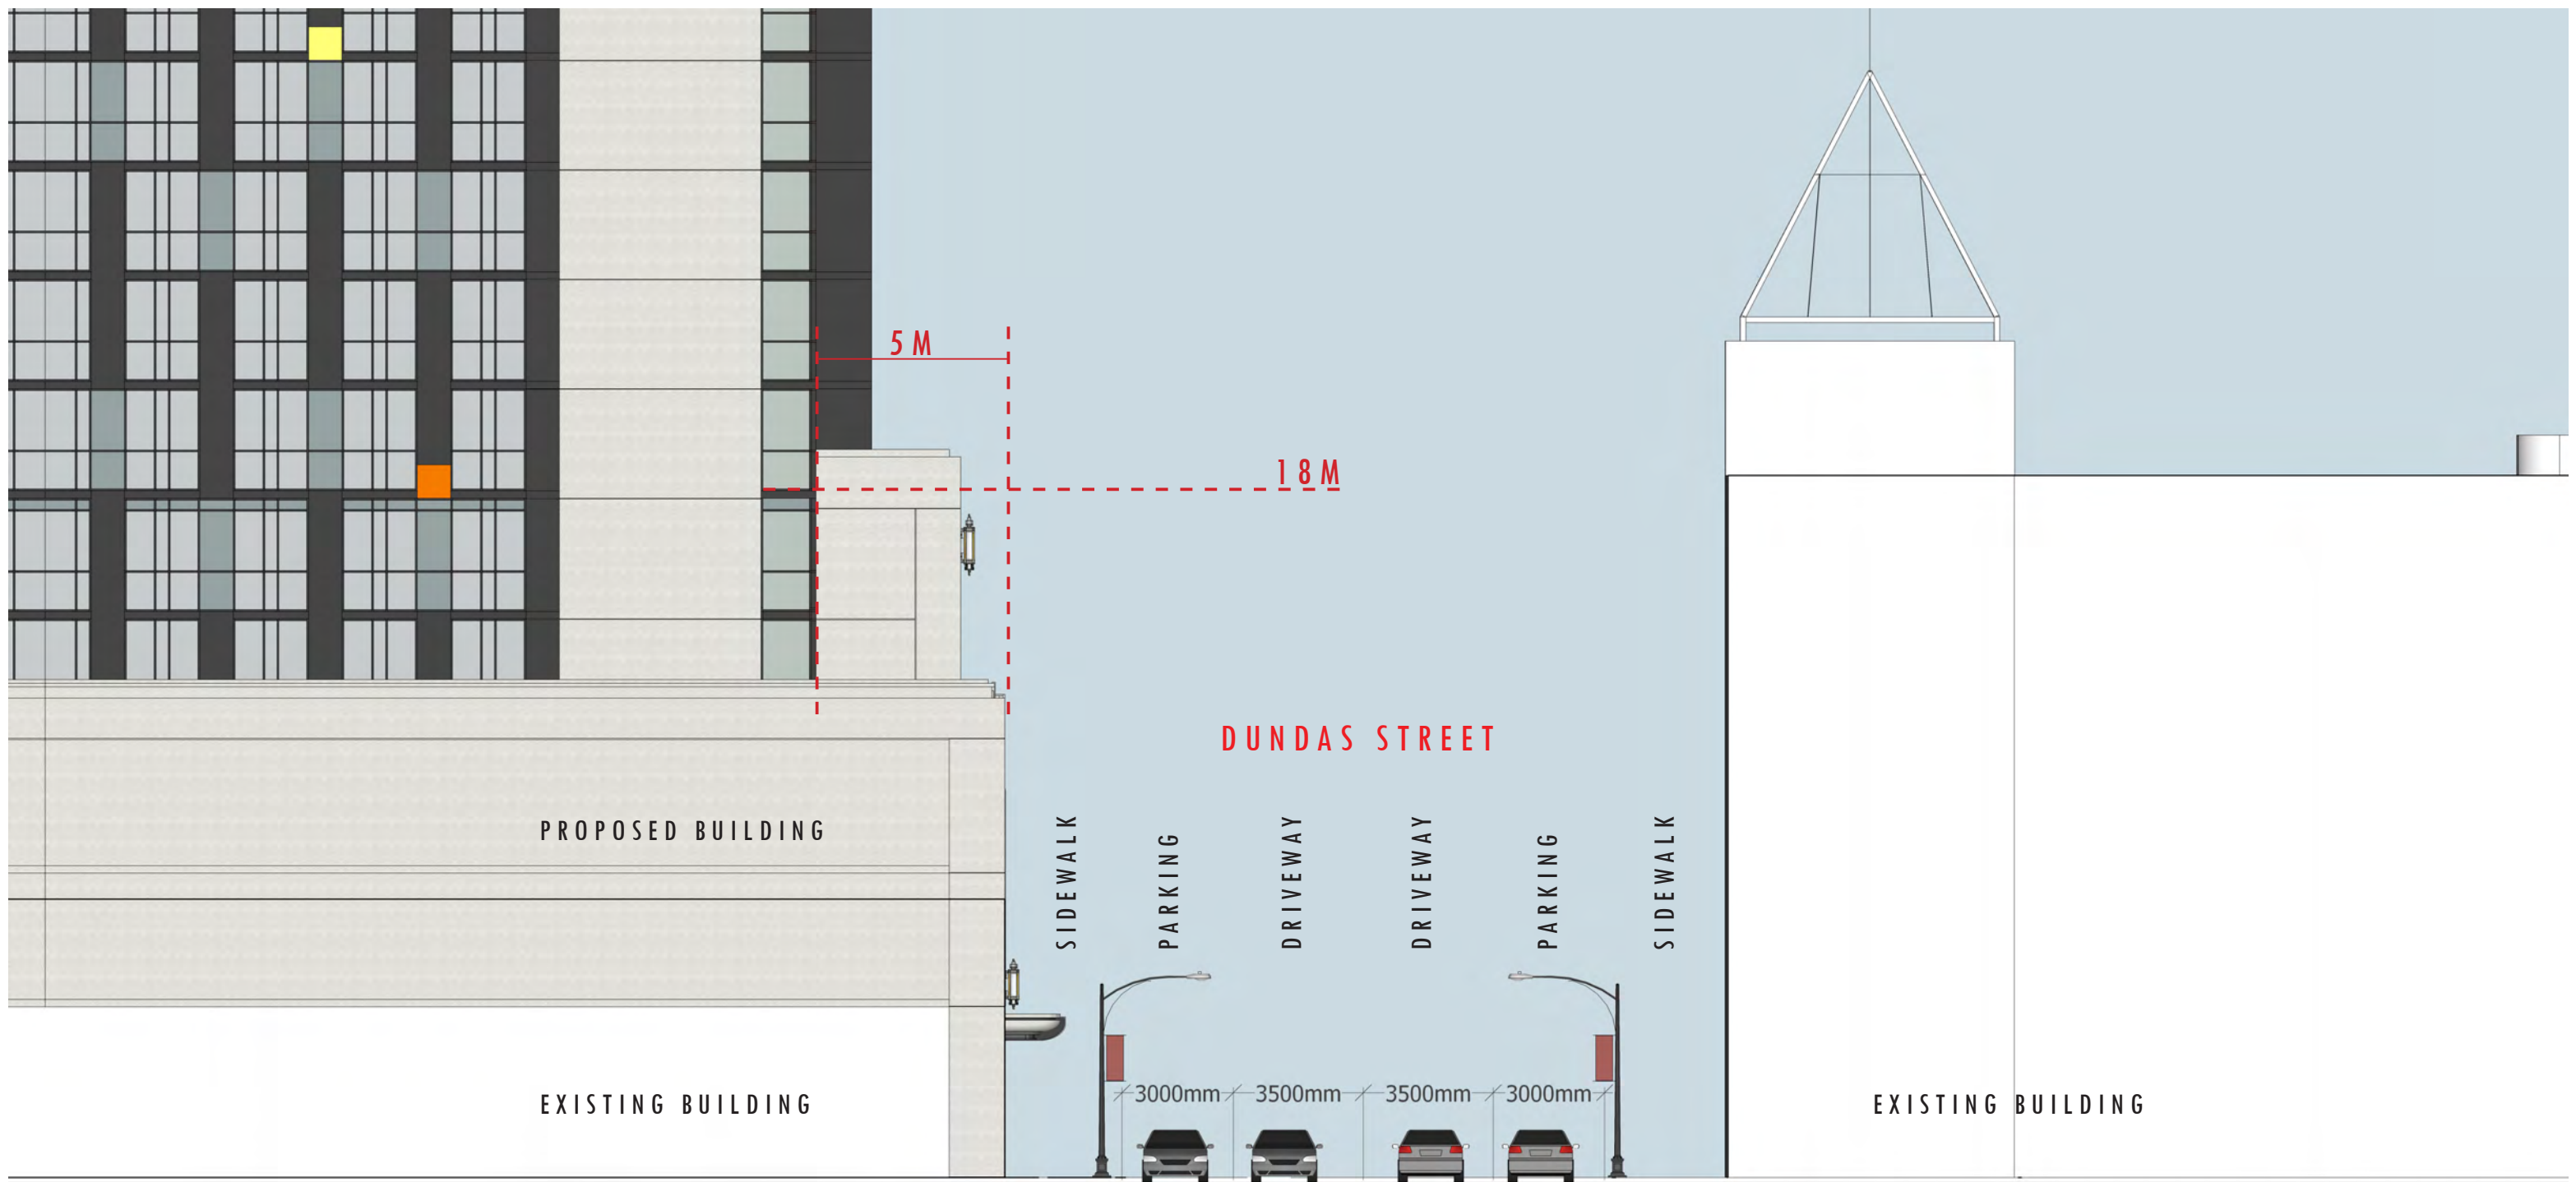 5 M
18 M
DUNDAS STREET
PROPOSED BUILDING
SIDEWALK
PARKING
DRIVEWAY
DRIVEWAY
PARKING
SIDEWALK
3000mm
3500mm
3500mm
3000mm
EXISTING BUILDING
EXISTING BUILDING